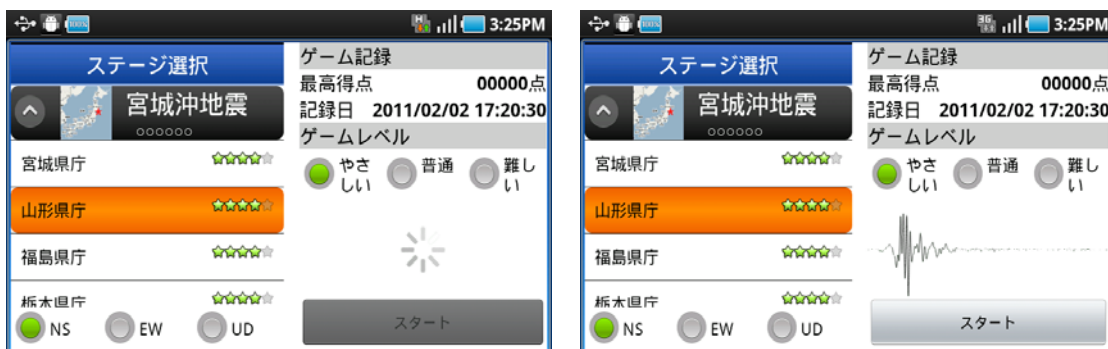 100%
3:25PM
ステージ選択
宮城沖地震
○○○○○○
宮城県庁
山形県庁
福島県庁
栃木県庁
NS EW UD
ゲーム記録
最高得点 00000点
記録日 2011/02/02 17:20:30
ゲームレベル
やさしい 普通 難しい
スタート
100%
3G
3:25PM
ステージ選択
宮城沖地震
○○○○○○
宮城県庁
山形県庁
福島県庁
栃木県庁
NS EW UD
ゲーム記録
最高得点 00000点
記録日 2011/02/02 17:20:30
ゲームレベル
やさしい 普通 難しい
スタート